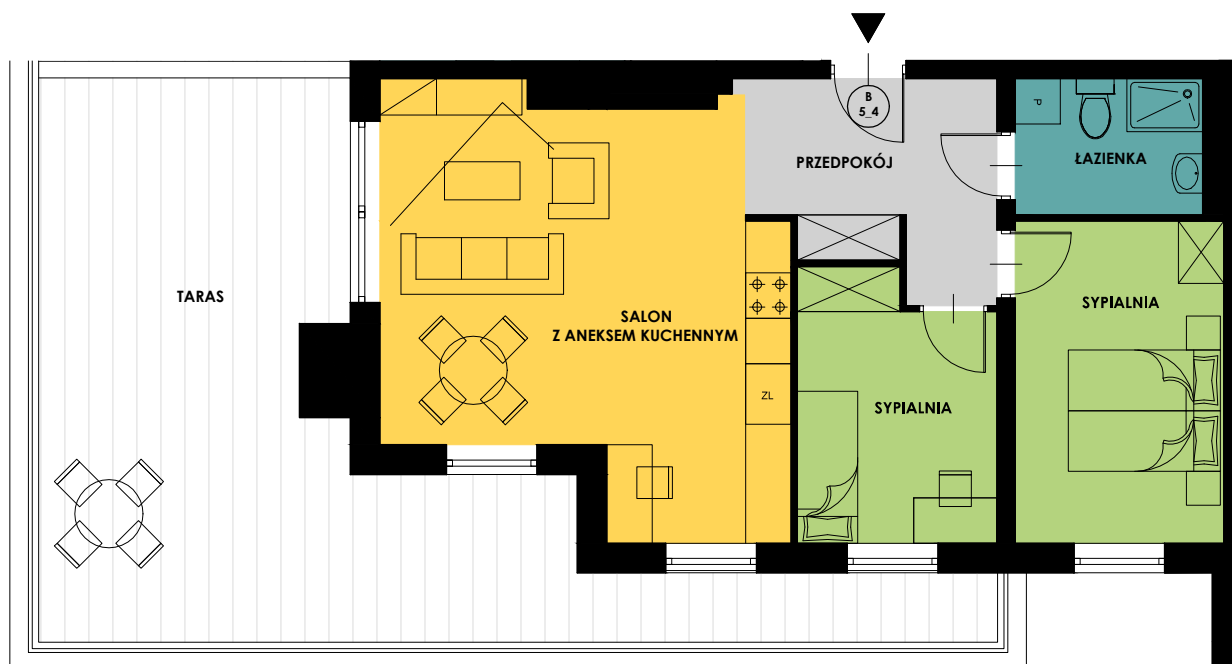 B
5_4
P
PRZEDPOKÓJ
ŁAZIENKA
TARAS
SALON
Z ANEKSEM KUCHENNYM
SYPIALNIA
ZL
SYPIALNIA